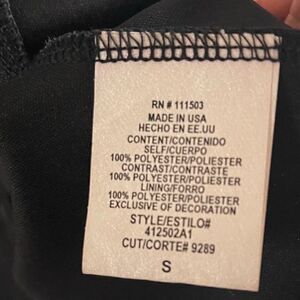 RN # 111503
MADE IN USA
HECHO EN EE.UU
CONTENT/CONTENIDO
SELF/CUERPO
100% POLYESTER/POLIESTER
CONTRAST/CONTRASTE
100% POLYESTER/POLIESTER
LINING/FORRO
100% POLYESTER/POLIESTER
EXCLUSIVE OF DECORATION
STYLE/ESTILO#
412502A1
CUT/CORTE# 9289
S